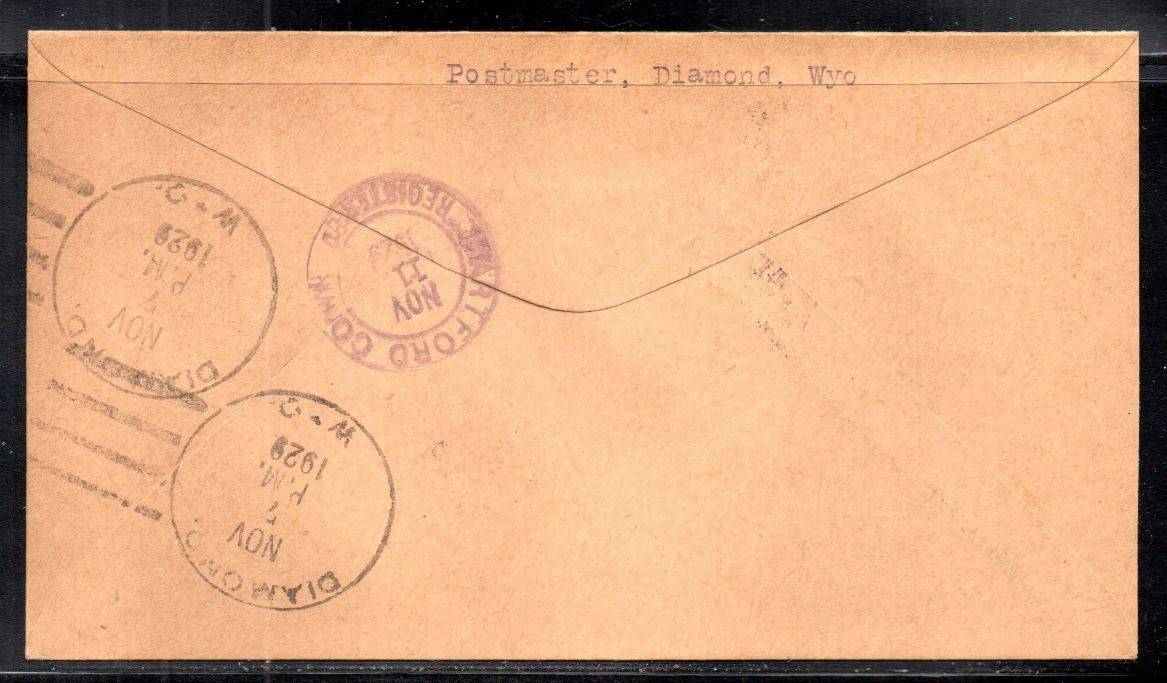 Postmaster, Diamond, Wyo
HARTFORD CONN. REGISTERED
NOV
11
DIAMOND
NOV
7
P.M.
1929
DIAMOND
NOV
7
P.M.
1929